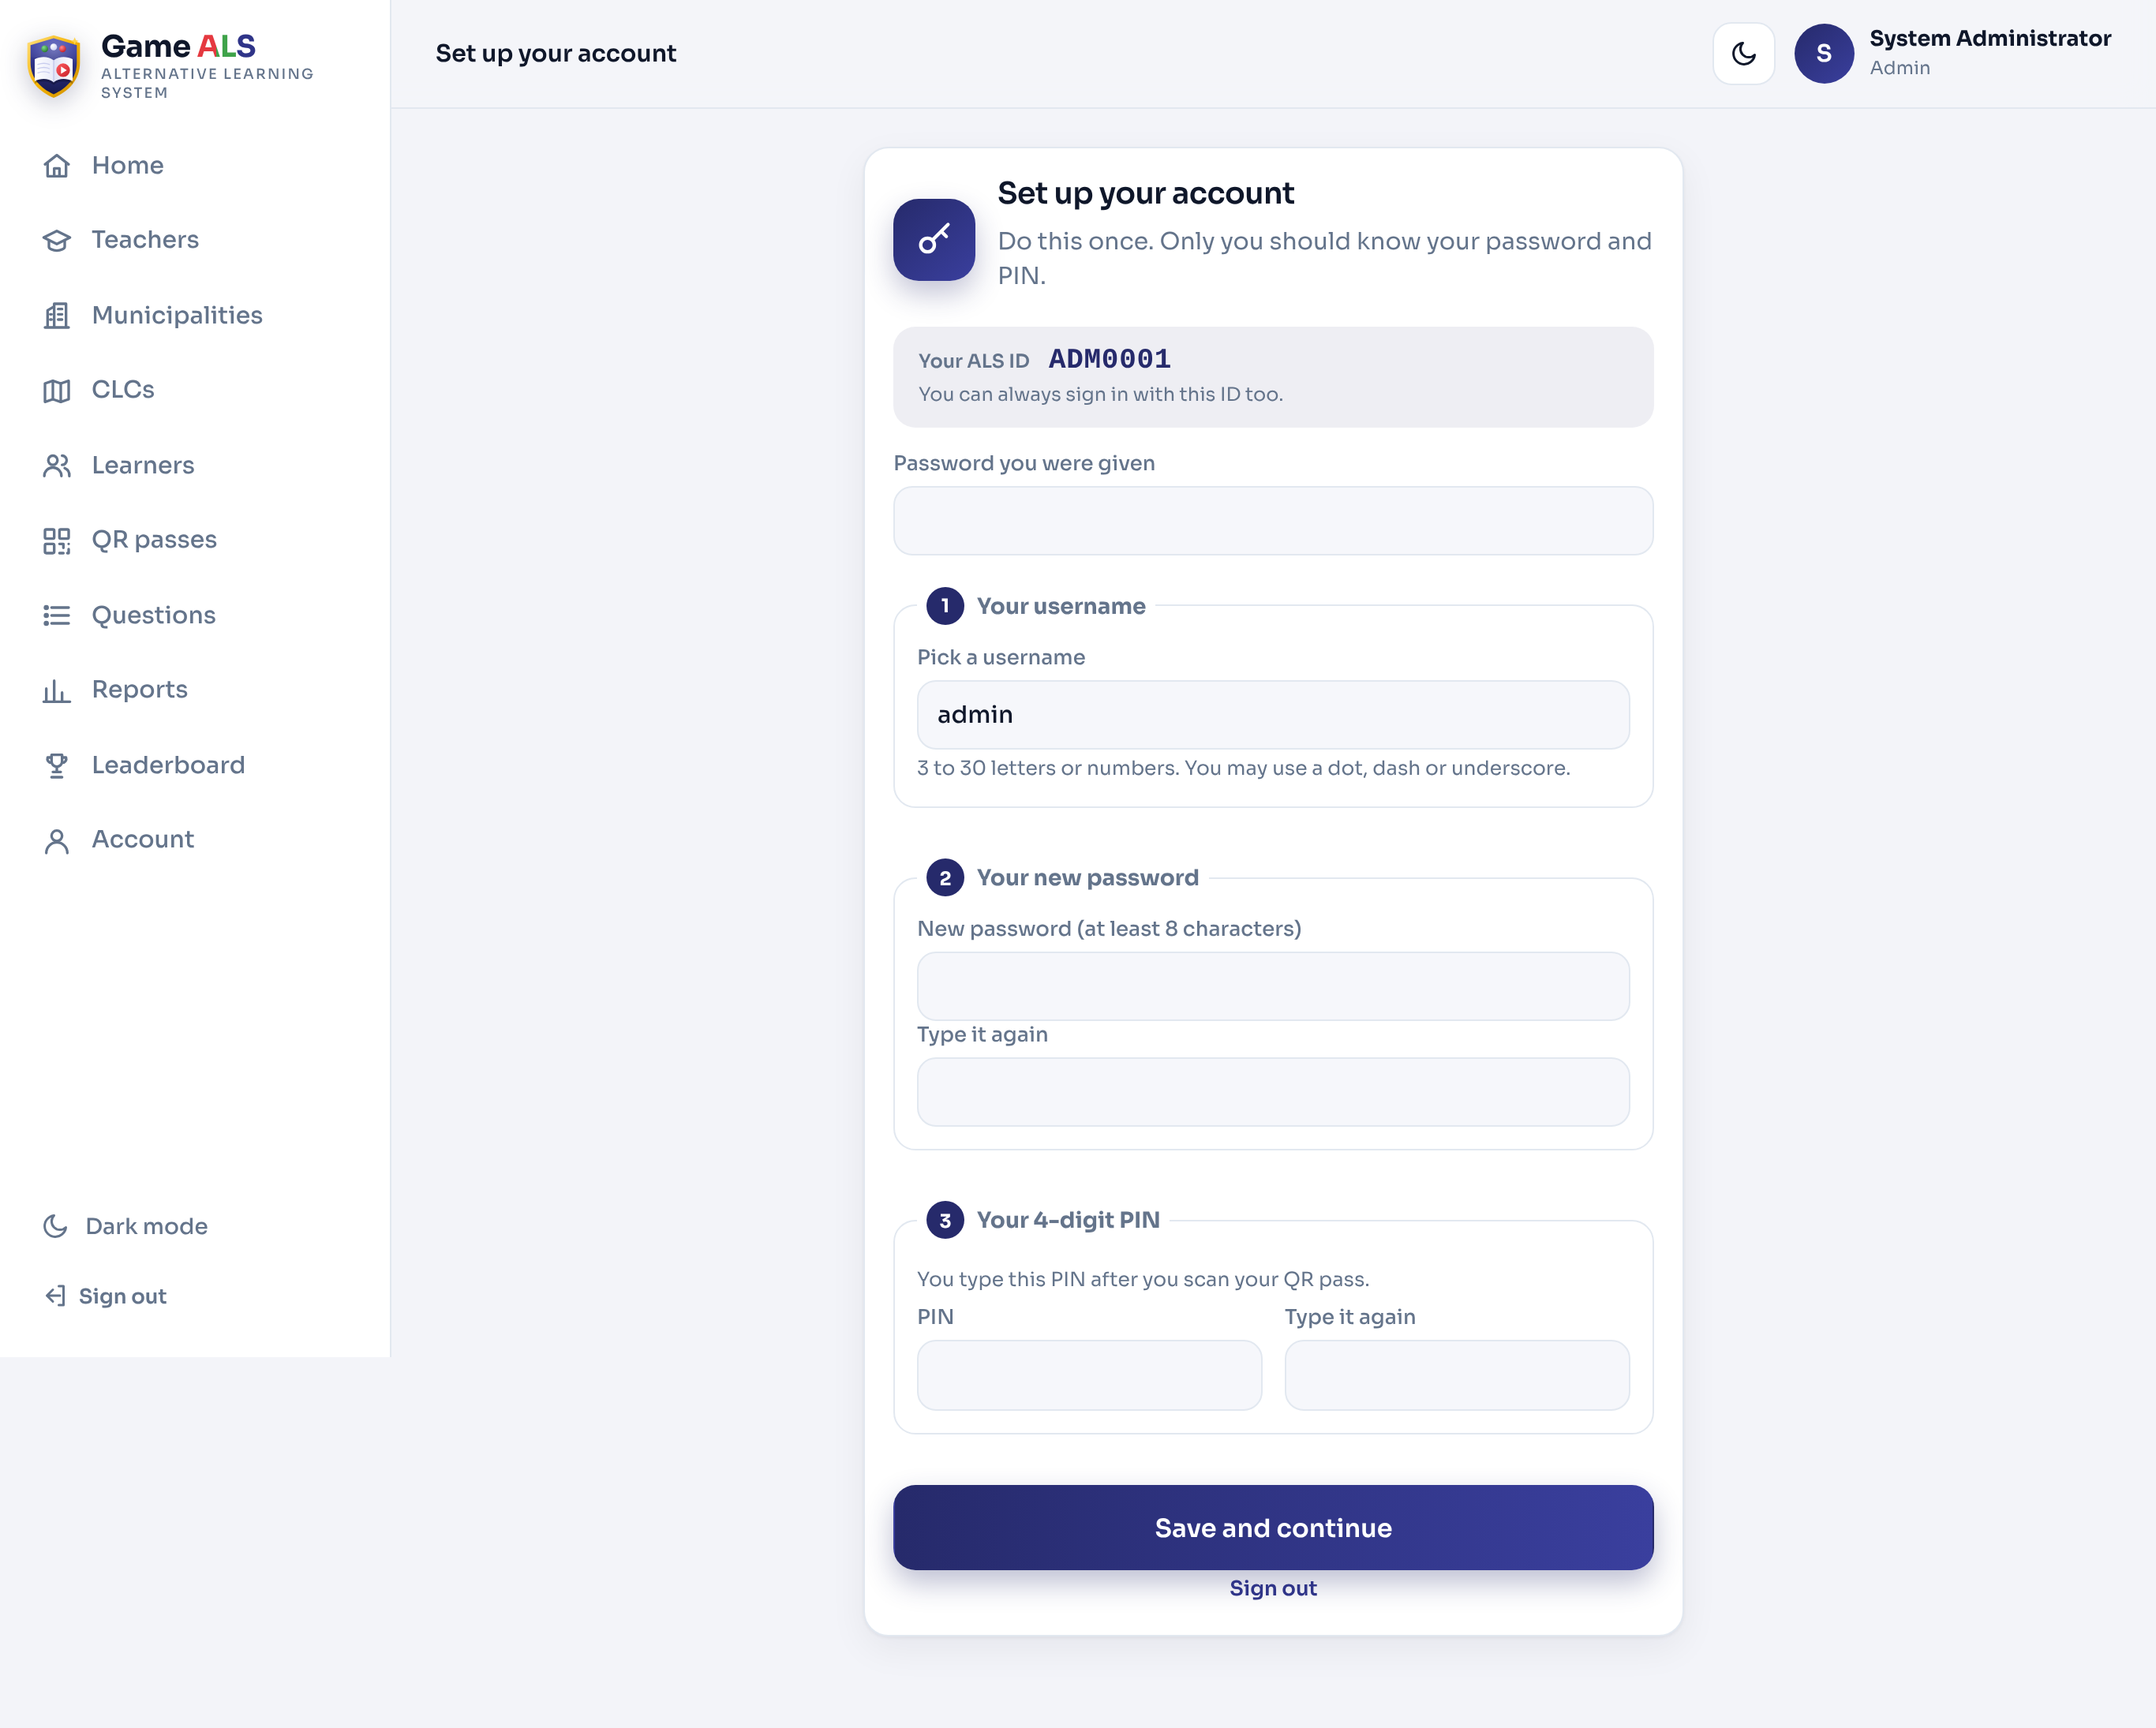 Game ALS
ALTERNATIVE LEARNING
SYSTEM
Home
Teachers
Municipalities
CLCs
Learners
QR passes
Questions
Reports
Leaderboard
Account
Dark mode
Sign out
Set up your account
S
System Administrator
Admin
Set up your account
Do this once. Only you should know your password and
PIN.
Your ALS ID ADM0001
You can always sign in with this ID too.
Password you were given
1 Your username
Pick a username
admin
3 to 30 letters or numbers. You may use a dot, dash or underscore.
2 Your new password
New password (at least 8 characters)
Type it again
3 Your 4-digit PIN
You type this PIN after you scan your QR pass.
PIN
Type it again
Save and continue
Sign out